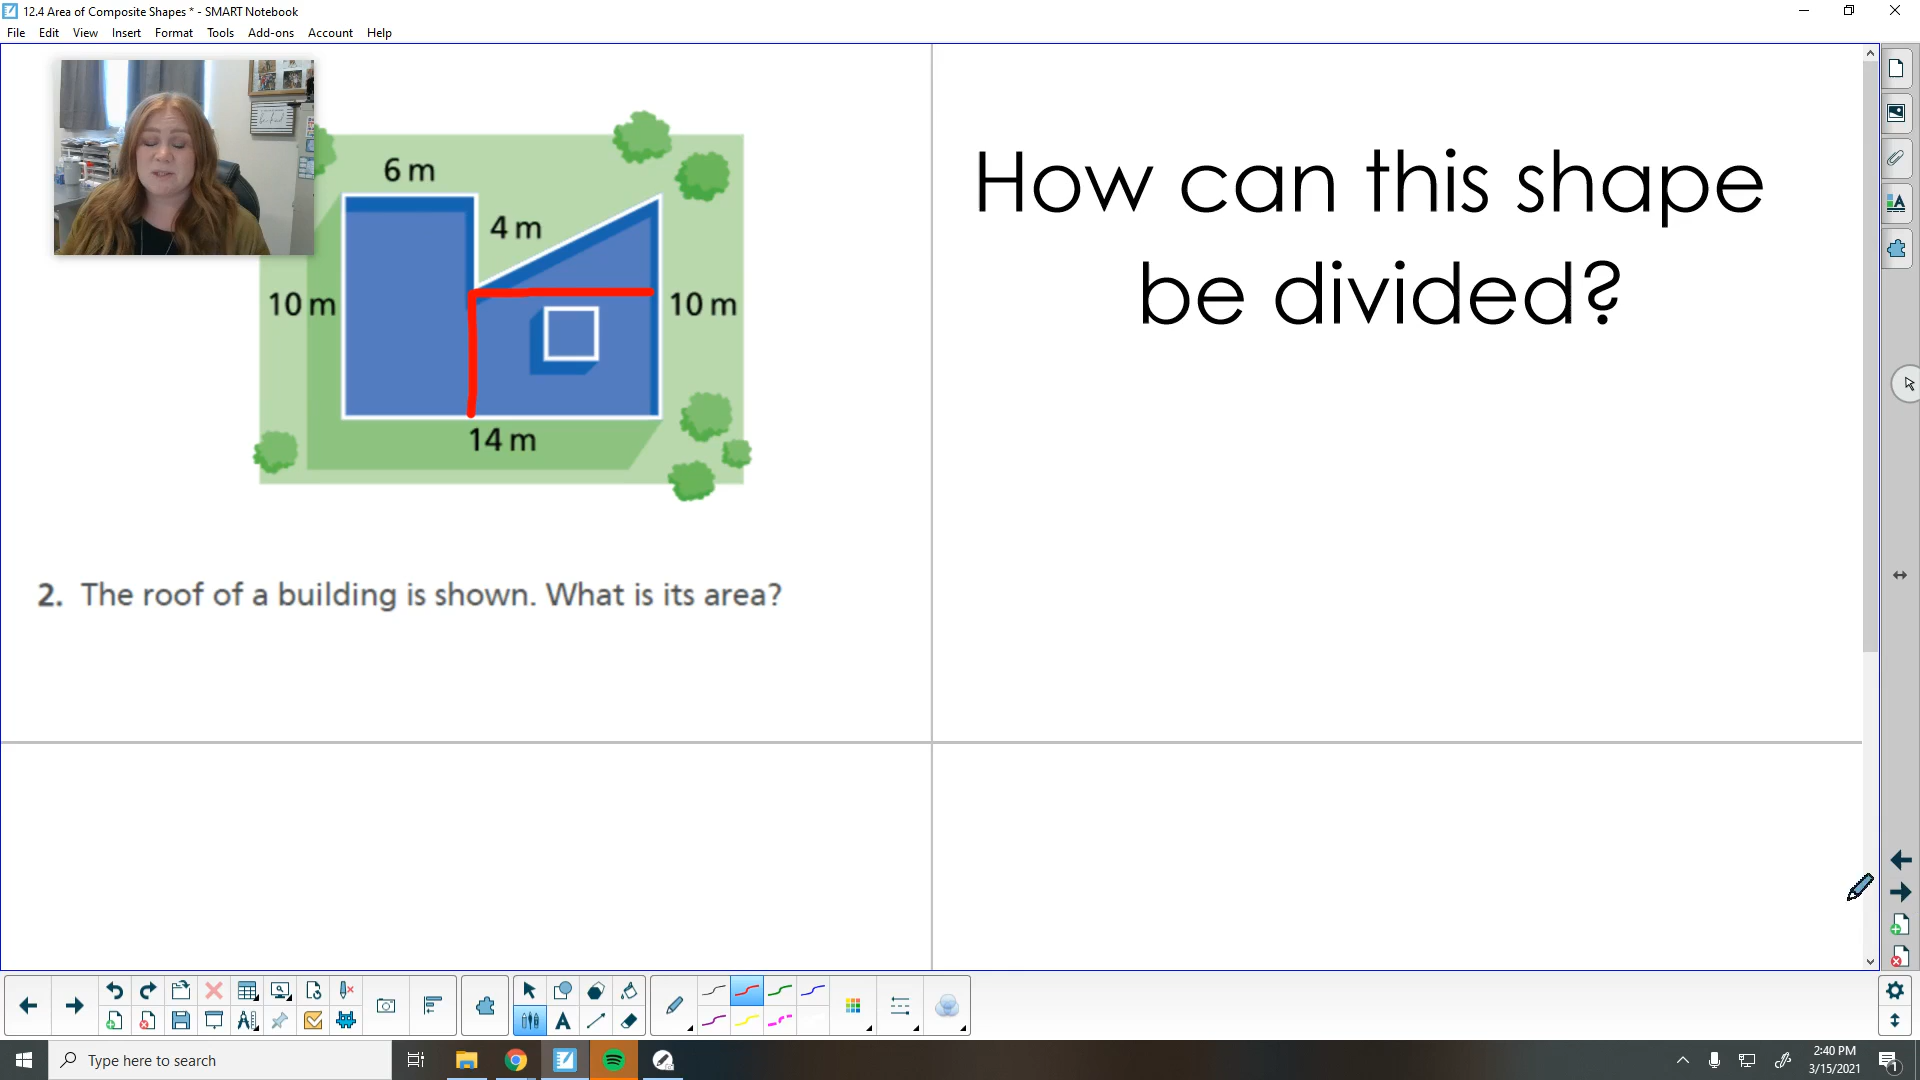 12.4 Area of Composite Shapes * - SMART Notebook
File Edit View Insert Format Tools Add-ons Account Help
How can this shape
be divided?
6 m
4 m
10 m
10 m
14 m
2. The roof of a building is shown. What is its area?
Type here to search
2:40 PM
3/15/2021
1